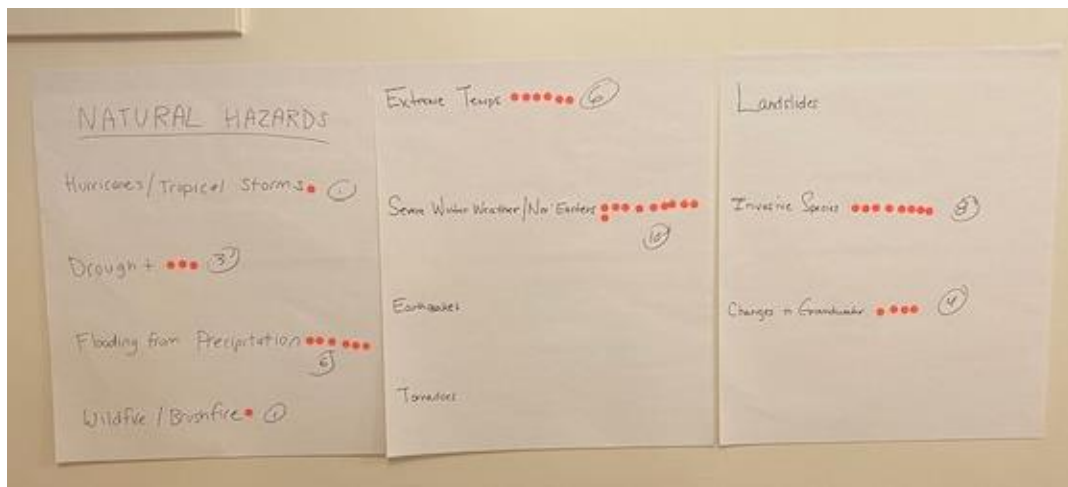 NATURAL HAZARDS
Hurricanes/Tropical Storms 1
Drought 3
Flooding from Precipitation
6
Wildfire / Brushfire 1
Extreme Temps 6
Severe Winter Weather/Nor'Easters
10
Earthquakes
Tornadoes
Landslides
Invasive Species 8
Changes in Groundwater 4